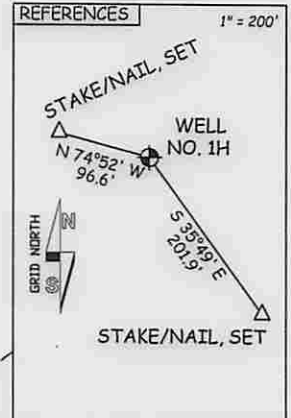 REFERENCES
1" = 200'
STAKE/NAIL, SET
WELL
NO. 1H
N 74°52' W
96.6'
S 35°49' E
201.9'
GRID NORTH
N
S
STAKE/NAIL, SET